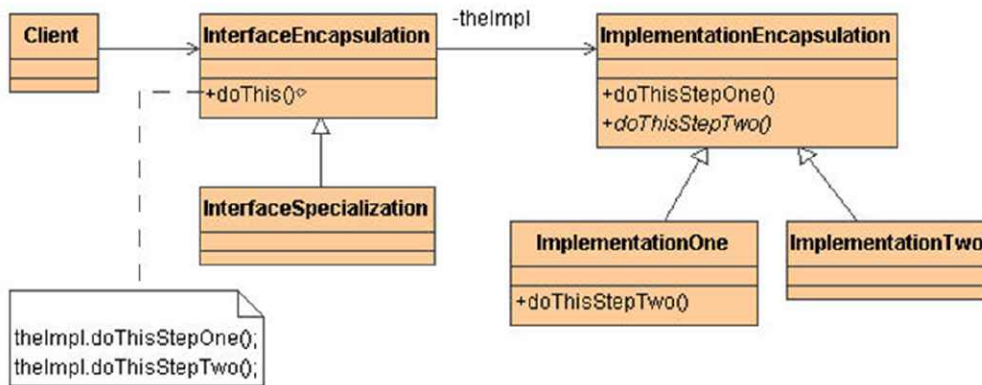 Client
InterfaceEncapsulation
+doThis()
-theImpl
ImplementationEncapsulation
+doThisStepOne()
+doThisStepTwo()
InterfaceSpecialization
ImplementationOne
+doThisStepTwo()
ImplementationTwo
theImpl.doThisStepOne();
theImpl.doThisStepTwo();